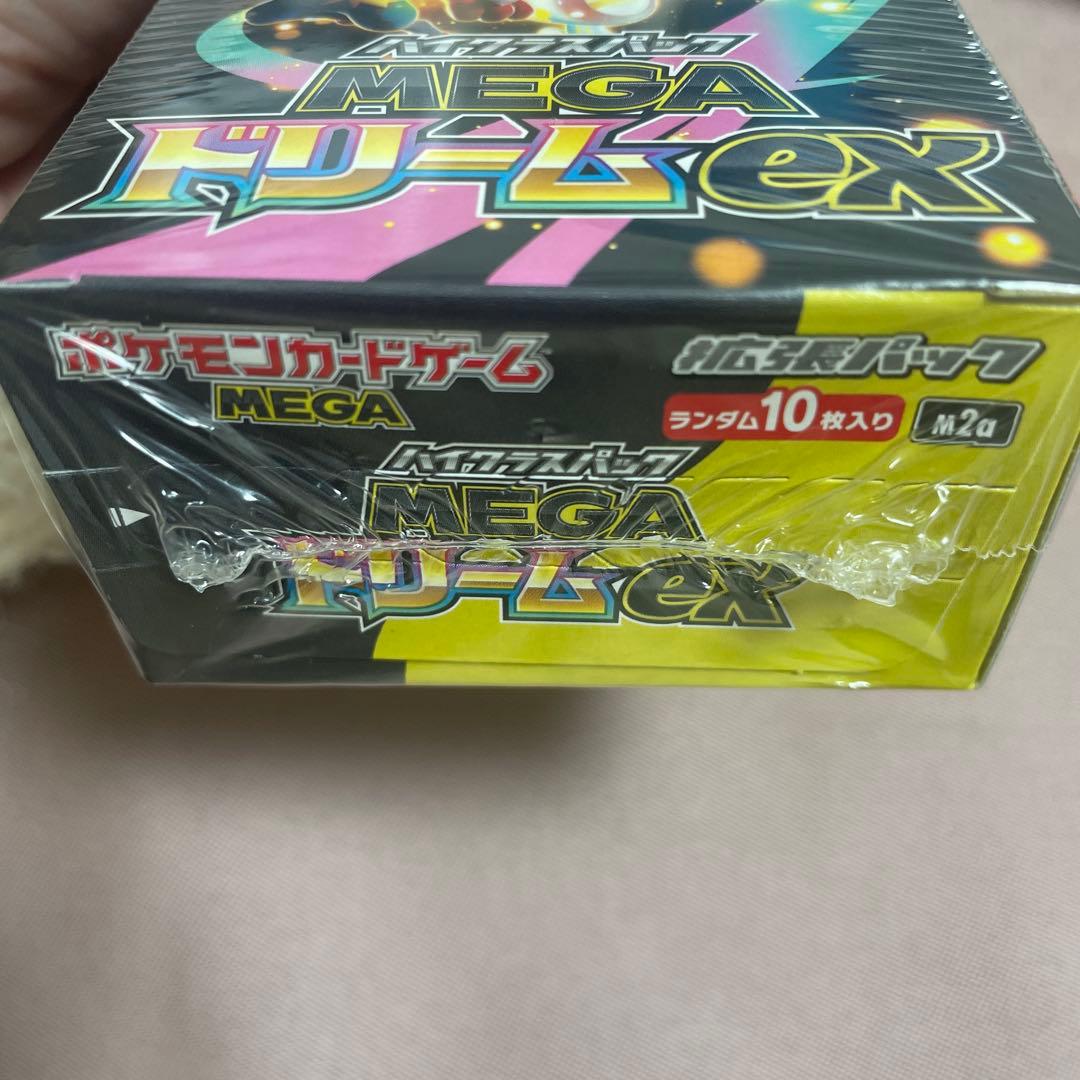 ハイクラスパック
MEGA
ドリームex
ポケモンカードゲーム
MEGA
拡張パック
ランダム10枚入り
M2a
ハイクラスパック
MEGA
ドリームex